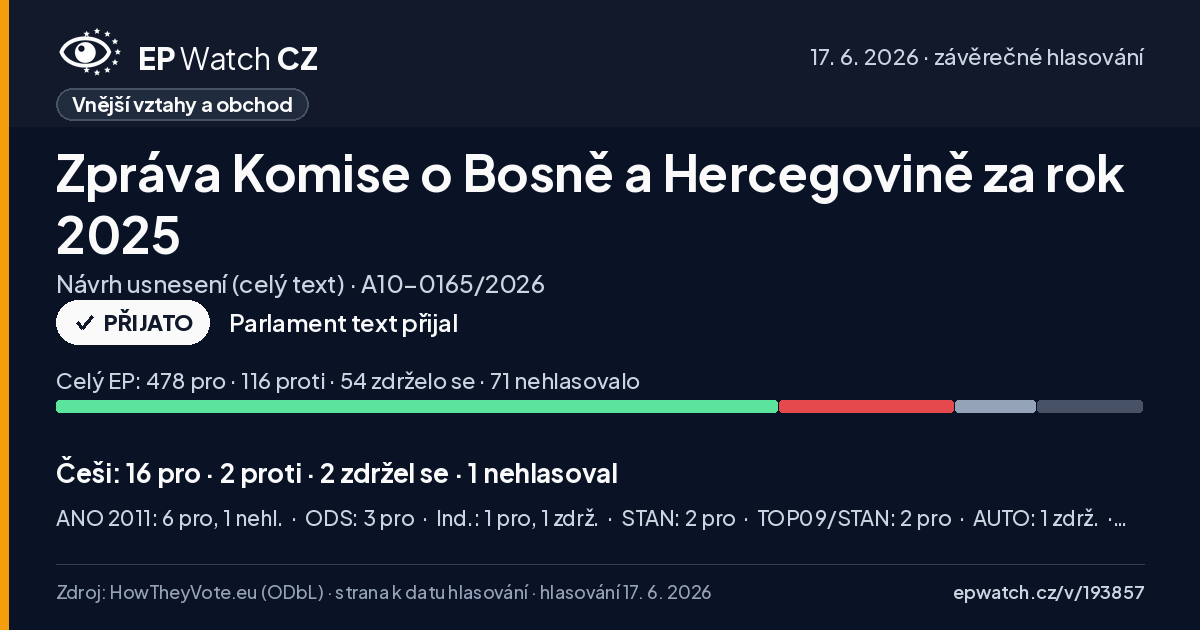 EP Watch CZ
17. 6. 2026 · závěrečné hlasování
Vnější vztahy a obchod
Zpráva Komise o Bosně a Hercegovině za rok
2025
Návrh usnesení (celý text) · A10–0165/2026
✓ PŘIJATO Parlament text přijal
Celý EP: 478 pro · 116 proti · 54 zdrželo se · 71 nehlasovalo
Češi: 16 pro · 2 proti · 2 zdržel se · 1 nehlasoval
ANO 2011: 6 pro, 1 nehl. · ODS: 3 pro · Ind.: 1 pro, 1 zdrž. · STAN: 2 pro · TOP09/STAN: 2 pro · AUTO: 1 zdrž. ·…
Zdroj: HowTheyVote.eu (ODbL) · strana k datu hlasování · hlasování 17. 6. 2026
epwatch.cz/v/193857